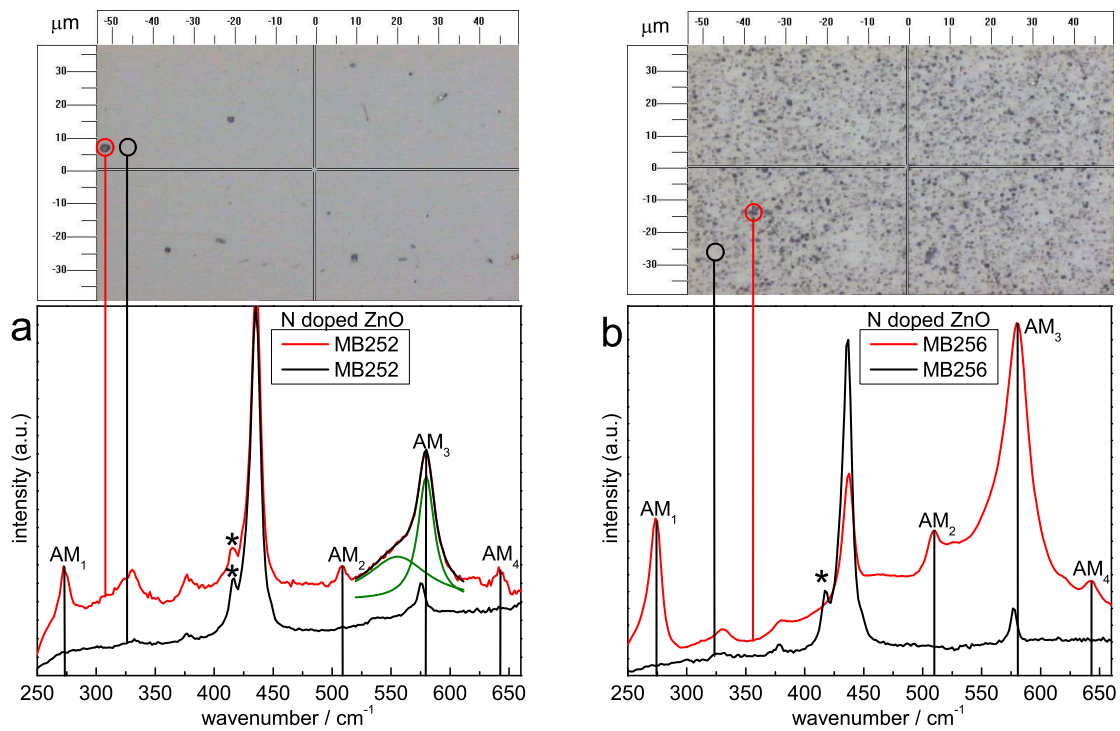 μm
-50 -40 -30 -20 -10 0 10 20 30 40
30
20
10
0
-10
-20
-30
a
N doped ZnO
MB252
MB252
AM3
AM1
*
*
AM2
AM4
250 300 350 400 450 500 550 600 650
wavenumber / cm-1
intensity (a.u.)
μm
-50 -40 -30 -20 -10 0 10 20 30 40
30
20
10
0
-10
-20
-30
b
N doped ZnO
MB256
MB256
AM3
AM1
AM2
*
AM4
250 300 350 400 450 500 550 600 650
wavenumber / cm-1
intensity (a.u.)